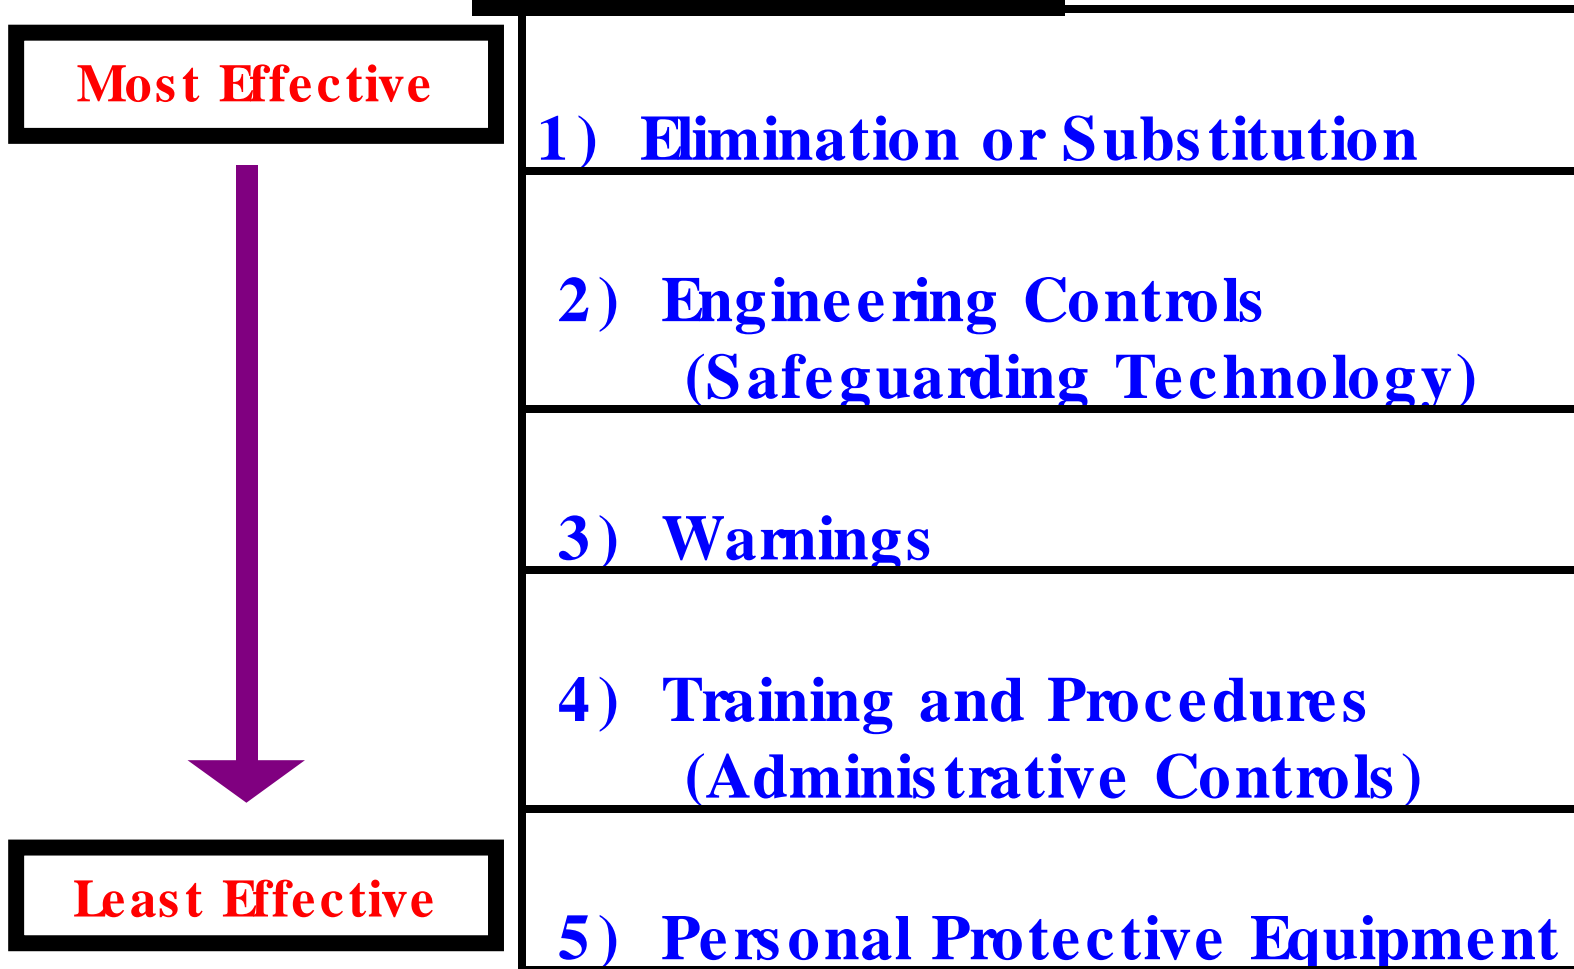 Most Effective
1) Elimination or Substitution
2) Engineering Controls
(Safeguarding Technology)
3) Warnings
4) Training and Procedures
(Administrative Controls)
Least Effective
5) Personal Protective Equipment